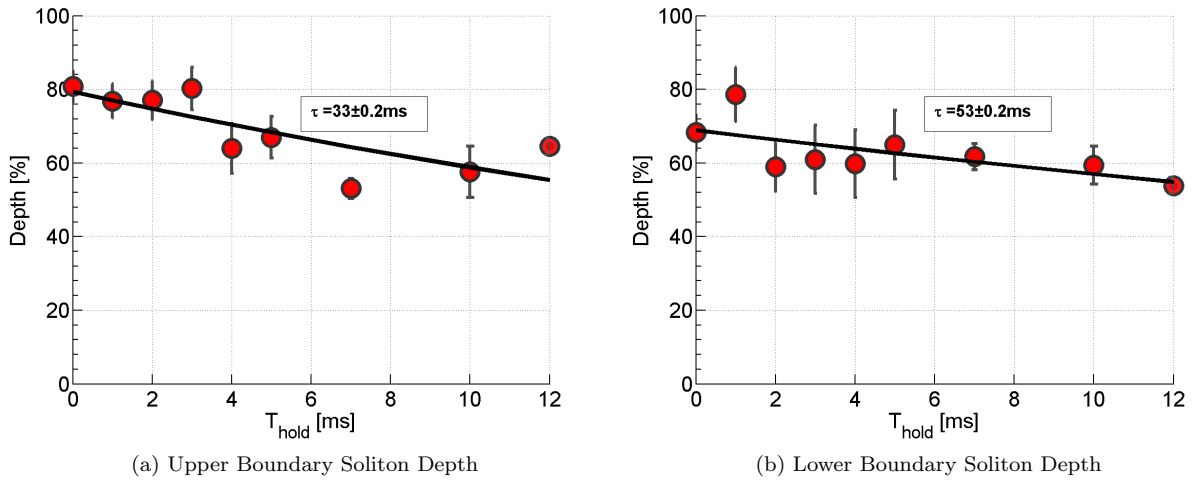 100
80
60
40
20
0
0 2 4 6 8 10 12
Depth [%]
T_hold [ms]
τ =33±0.2ms
(a) Upper Boundary Soliton Depth
100
80
60
40
20
0
0 2 4 6 8 10 12
Depth [%]
T_hold [ms]
τ =53±0.2ms
(b) Lower Boundary Soliton Depth